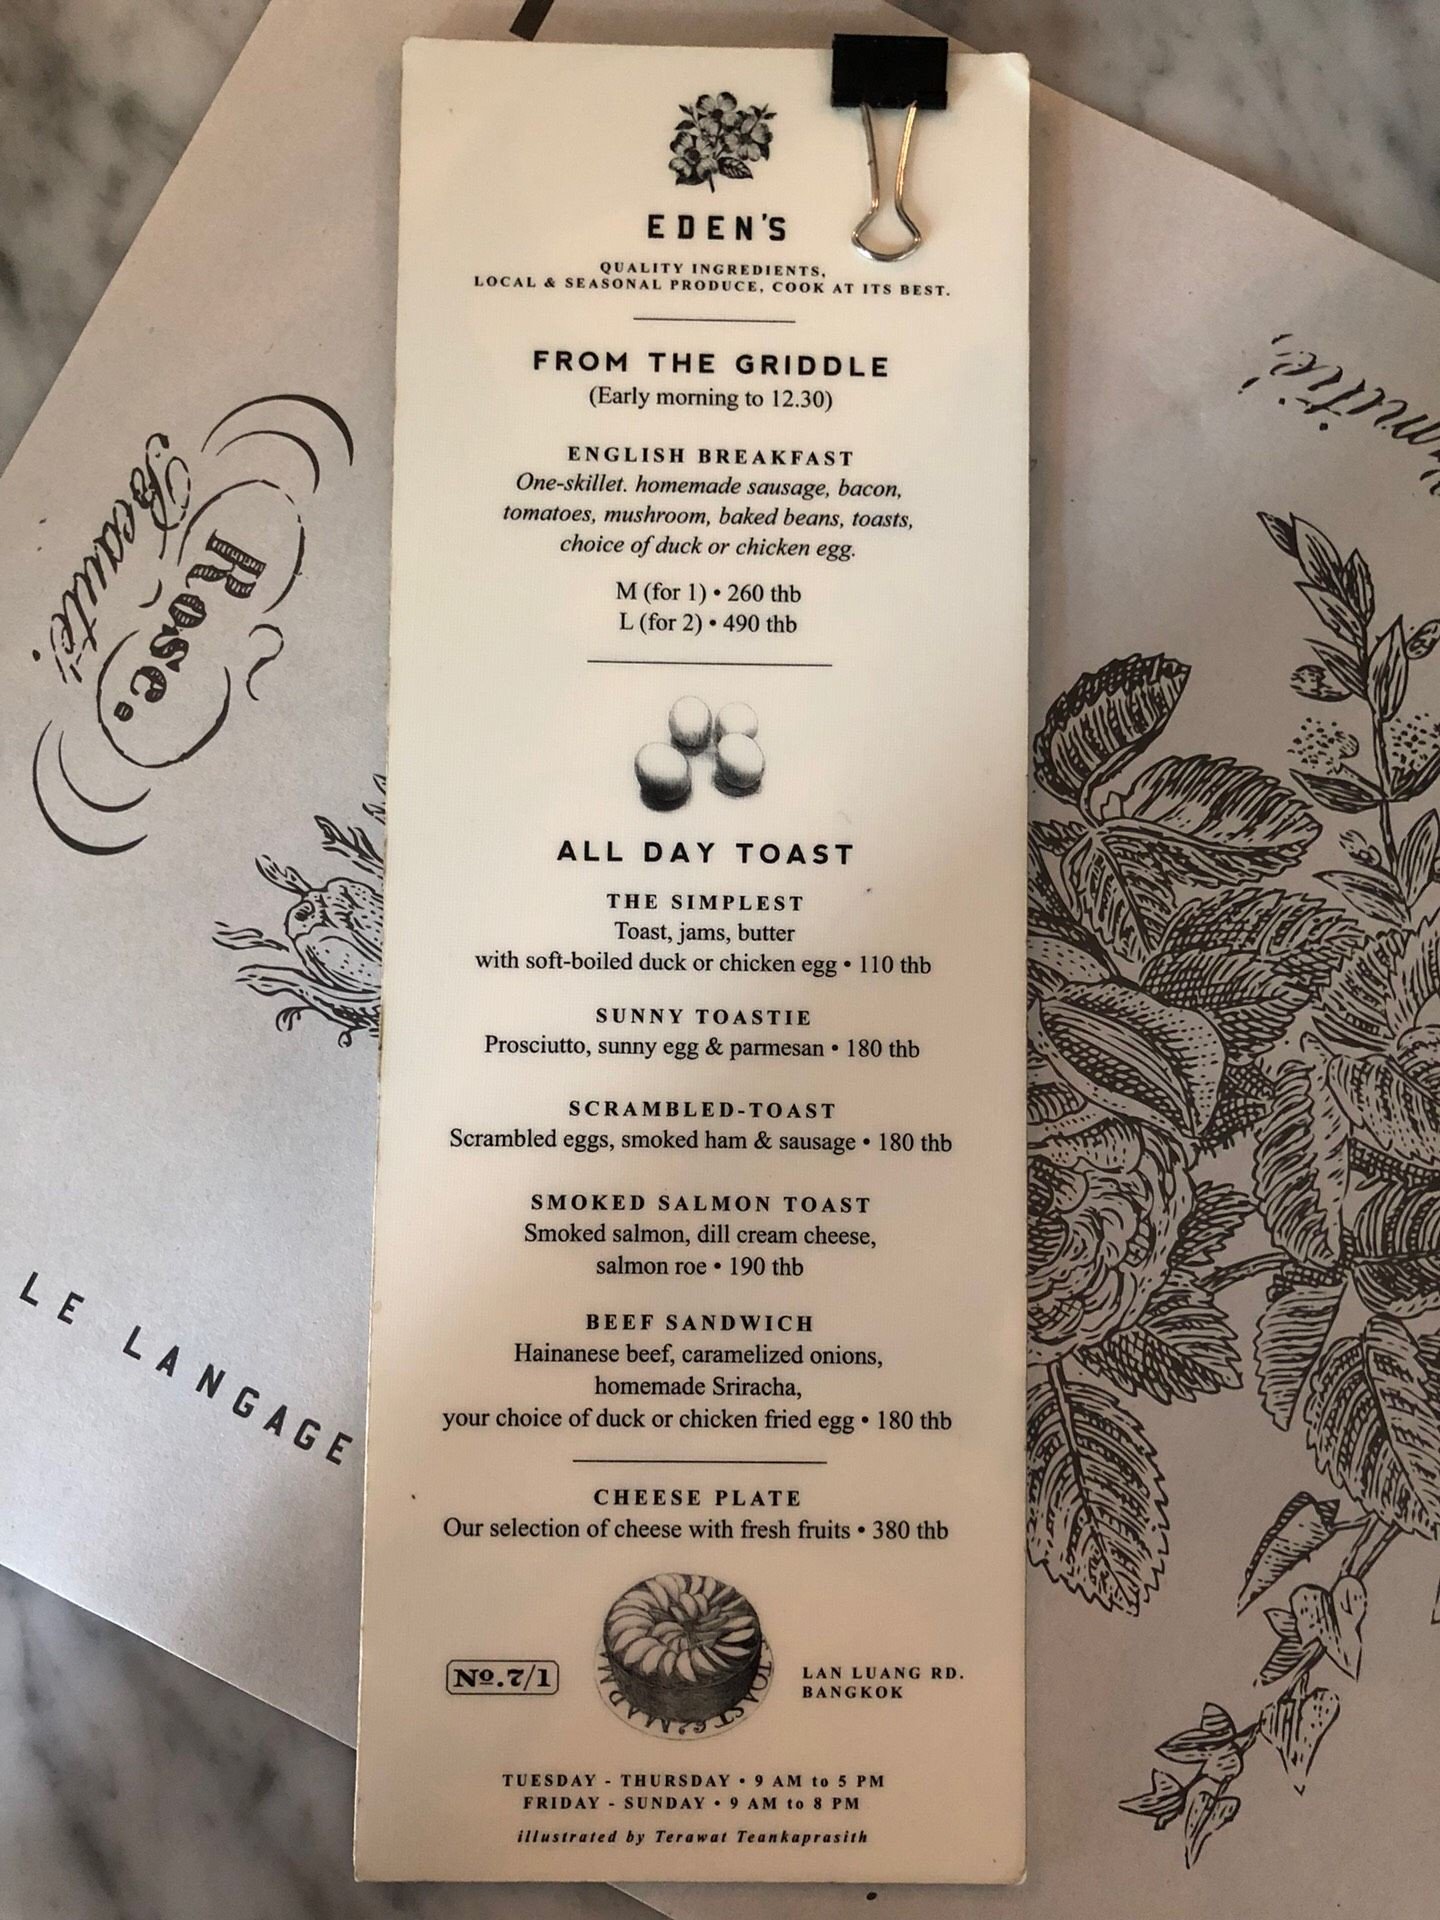 EDEN'S
QUALITY INGREDIENTS,
LOCAL & SEASONAL PRODUCE, COOK AT ITS BEST.
FROM THE GRIDDLE
(Early morning to 12.30)
ENGLISH BREAKFAST
One-skillet. homemade sausage, bacon,
tomatoes, mushroom, baked beans, toasts,
choice of duck or chicken egg.
M (for 1) • 260 thb
L (for 2) • 490 thb
ALL DAY TOAST
THE SIMPLEST
Toast, jams, butter
with soft-boiled duck or chicken egg • 110 thb
SUNNY TOASTIE
Prosciutto, sunny egg & parmesan • 180 thb
SCRAMBLED-TOAST
Scrambled eggs, smoked ham & sausage • 180 thb
SMOKED SALMON TOAST
Smoked salmon, dill cream cheese,
salmon roe • 190 thb
BEEF SANDWICH
Hainanese beef, caramelized onions,
homemade Sriracha,
your choice of duck or chicken fried egg • 180 thb
CHEESE PLATE
Our selection of cheese with fresh fruits • 380 thb
No.7/1
LAN LUANG RD.
BANGKOK
TUESDAY - THURSDAY • 9 AM to 5 PM
FRIDAY - SUNDAY • 9 AM to 8 PM
illustrated by Terawat Teankaprasith
Rose.
Beauté.
LE LANGAGE